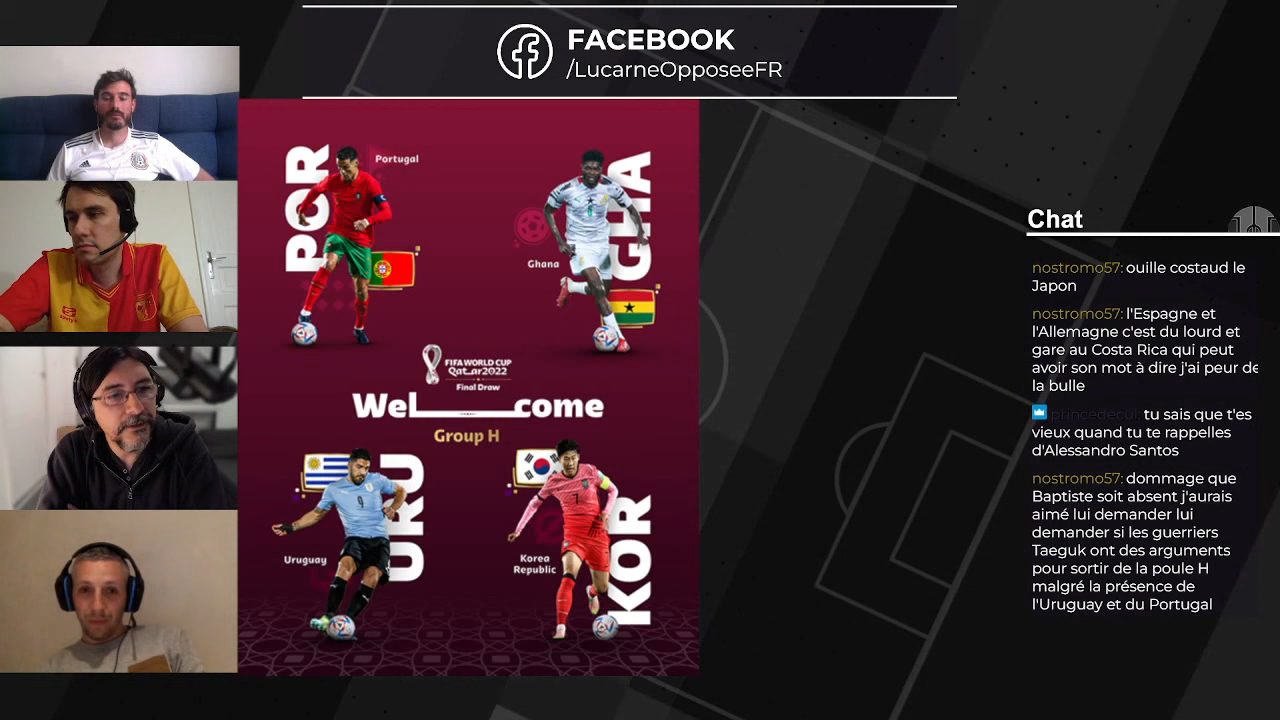 FACEBOOK
/LucarneOpposeeFR
POR
Portugal
GHA
Ghana
FIFA WORLD CUP
Qatar2022
Final Draw
Wel come
Group H
URU
Uruguay
9
KOR
Korea
Republic
7
Chat
nostromo57: ouille costaud le
Japon
nostromo57: l'Espagne et
l'Allemagne c'est du lourd et
gare au Costa Rica qui peut
avoir son mot à dire j'ai peur de
la bulle
princedecul: tu sais que t'es
vieux quand tu te rappelles
d'Alessandro Santos
nostromo57: dommage que
Baptiste soit absent j'aurais
aimé lui demander lui
demander si les guerriers
Taeguk ont des arguments
pour sortir de la poule H
malgré la présence de
l'Uruguay et du Portugal